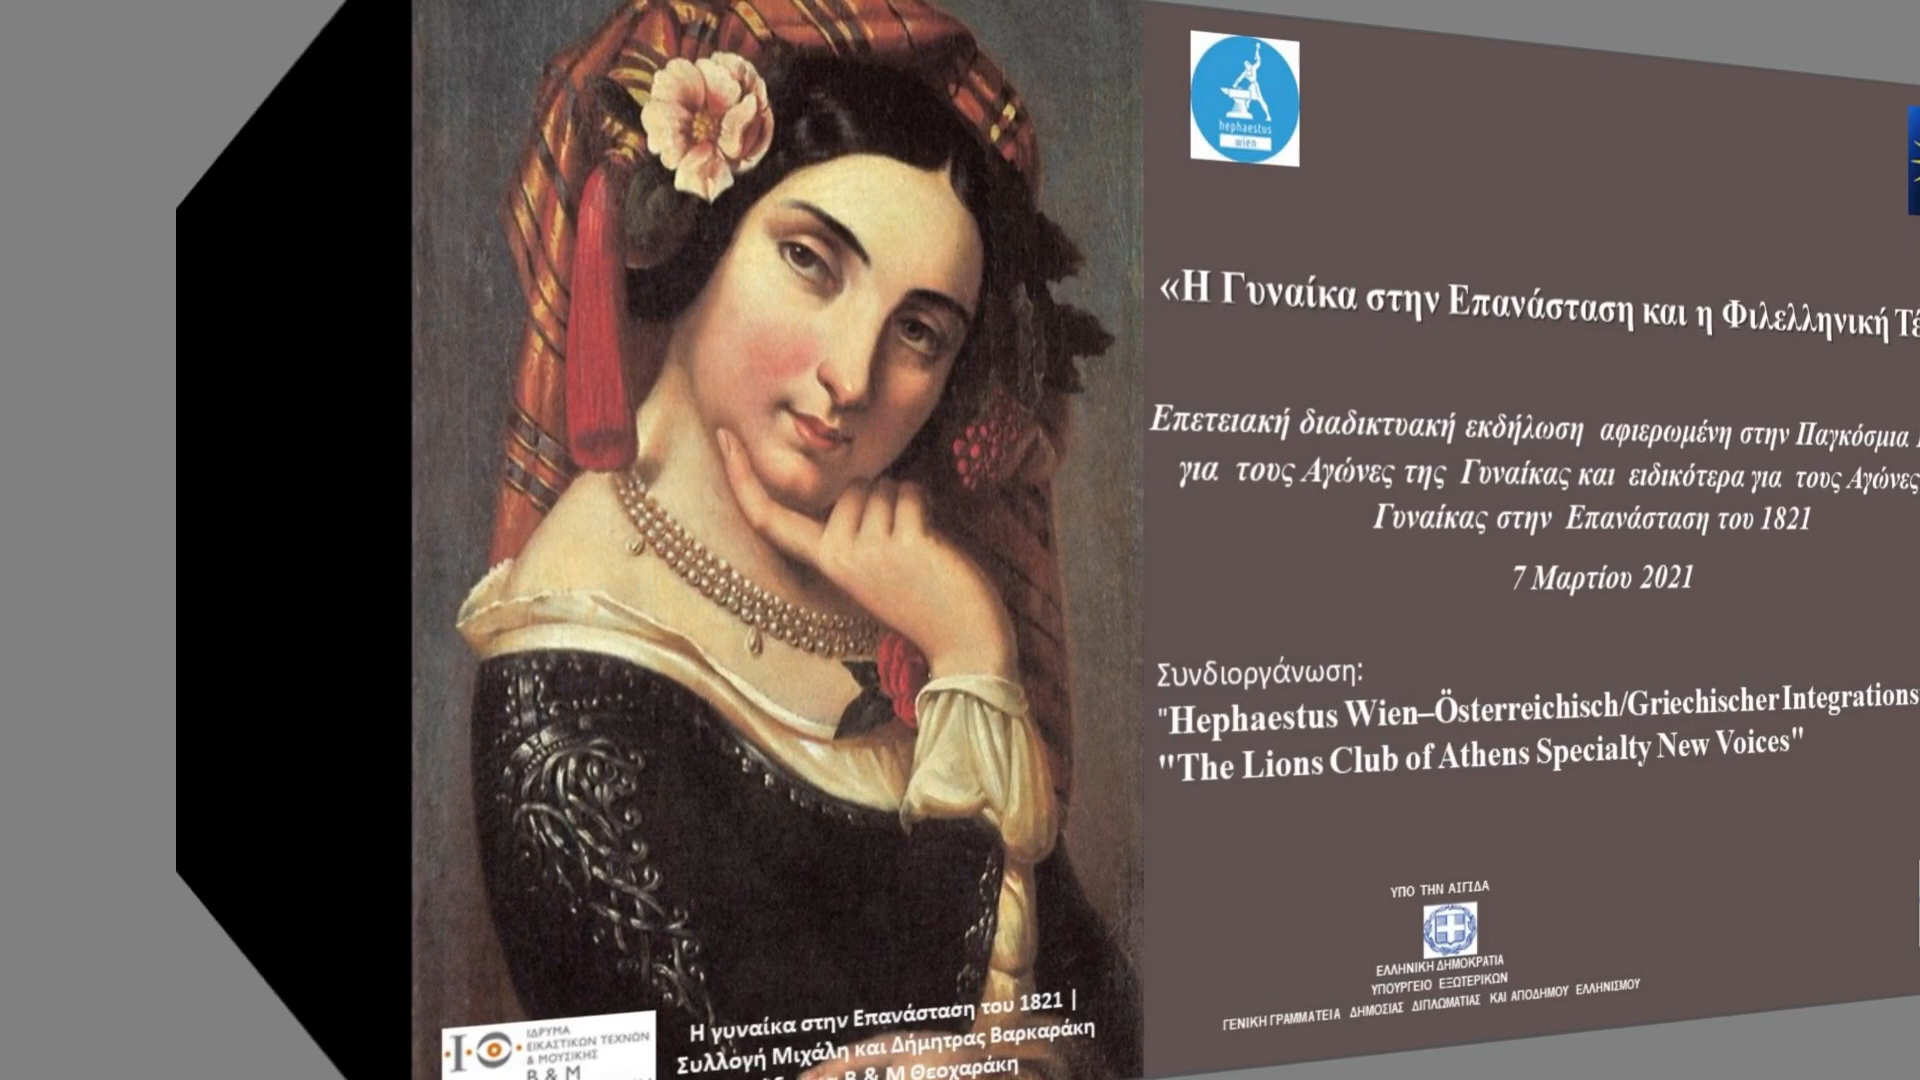 hephaestus
wien
«Η Γυναίκα στην Επανάσταση και η Φιλελληνική
Επετειακή διαδικτυακή εκδήλωση αφιερωμένη στην Παγκόσμια
για τους Αγώνες της Γυναίκας και ειδικότερα για τους Αγώνες
Γυναίκας στην Επανάσταση του 1821
7 Μαρτίου 2021
Συνδιοργάνωση:
"Hephaestus Wien–Österreichisch/Griechischer Integrations
"The Lions Club of Athens Specialty New Voices"
ΥΠΟ ΤΗΝ ΑΙΓΙΔΑ
ΕΛΛΗΝΙΚΗ ΔΗΜΟΚΡΑΤΙΑ
ΥΠΟΥΡΓΕΙΟ ΕΞΩΤΕΡΙΚΩΝ
ΓΕΝΙΚΗ ΓΡΑΜΜΑΤΕΙΑ ΔΗΜΟΣΙΑΣ ΔΙΠΛΩΜΑΤΙΑΣ ΚΑΙ ΑΠΟΔΗΜΟΥ ΕΛΛΗΝΙΣΜΟΥ
ΙΔΡΥΜΑ
ΕΙΚΑΣΤΙΚΩΝ ΤΕΧΝΩΝ
& ΜΟΥΣΙΚΗΣ
Β & Μ
Η γυναίκα στην Επανάσταση του 1821 |
Συλλογή Μιχάλη και Δήμητρας Βαρκαράκη
Β & Μ Θεοχαράκη